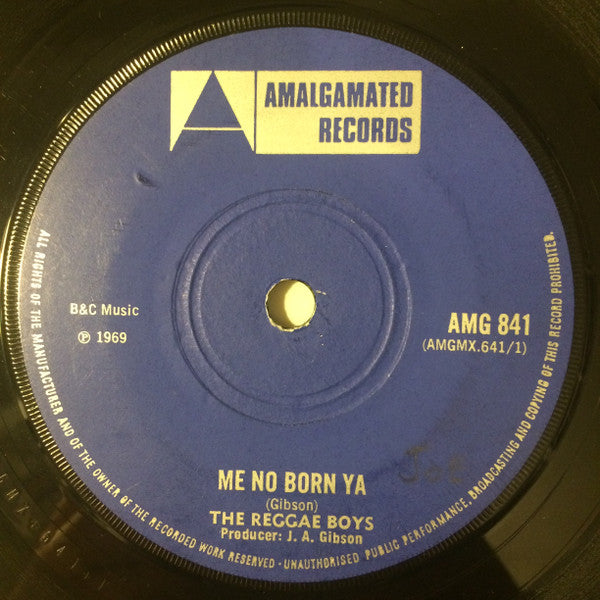 A
AMALGAMATED
RECORDS
B&C Music
℗ 1969
AMG 841
(AMGMX.641/1)
ME NO BORN YA
(Gibson)
THE REGGAE BOYS
Producer: J. A. Gibson
ALL RIGHTS OF THE MANUFACTURER AND OF THE OWNER OF THE RECORDED WORK RESERVED - UNAUTHORISED PUBLIC PERFORMANCE, BROADCASTING AND COPYING OF THIS RECORD PROHIBITED.